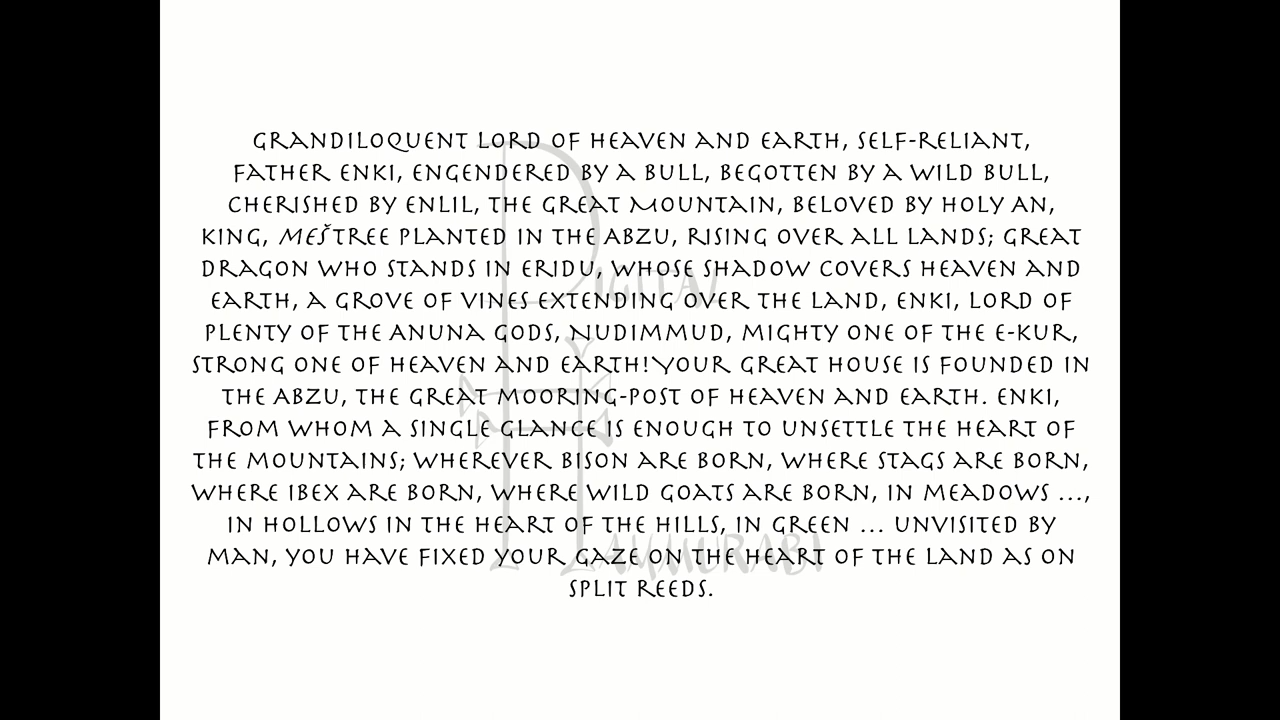 GRANDILOQUENT LORD OF HEAVEN AND EARTH, SELF-RELIANT,
FATHER ENKI, ENGENDERED BY A BULL, BEGOTTEN BY A WILD BULL,
CHERISHED BY ENLIL, THE GREAT MOUNTAIN, BELOVED BY HOLY AN,
KING, MEŠTREE PLANTED IN THE ABZU, RISING OVER ALL LANDS; GREAT
DRAGON WHO STANDS IN ERIDU, WHOSE SHADOW COVERS HEAVEN AND
EARTH, A GROVE OF VINES EXTENDING OVER THE LAND, ENKI, LORD OF
PLENTY OF THE ANUNA GODS, NUDIMMUD, MIGHTY ONE OF THE E-KUR,
STRONG ONE OF HEAVEN AND EARTH! YOUR GREAT HOUSE IS FOUNDED IN
THE ABZU, THE GREAT MOORING-POST OF HEAVEN AND EARTH. ENKI,
FROM WHOM A SINGLE GLANCE IS ENOUGH TO UNSETTLE THE HEART OF
THE MOUNTAINS; WHEREVER BISON ARE BORN, WHERE STAGS ARE BORN,
WHERE IBEX ARE BORN, WHERE WILD GOATS ARE BORN, IN MEADOWS ...,
IN HOLLOWS IN THE HEART OF THE HILLS, IN GREEN ... UNVISITED BY
MAN, YOU HAVE FIXED YOUR GAZE ON THE HEART OF THE LAND AS ON
SPLIT REEDS.
DIGITAL
HAMMURABI